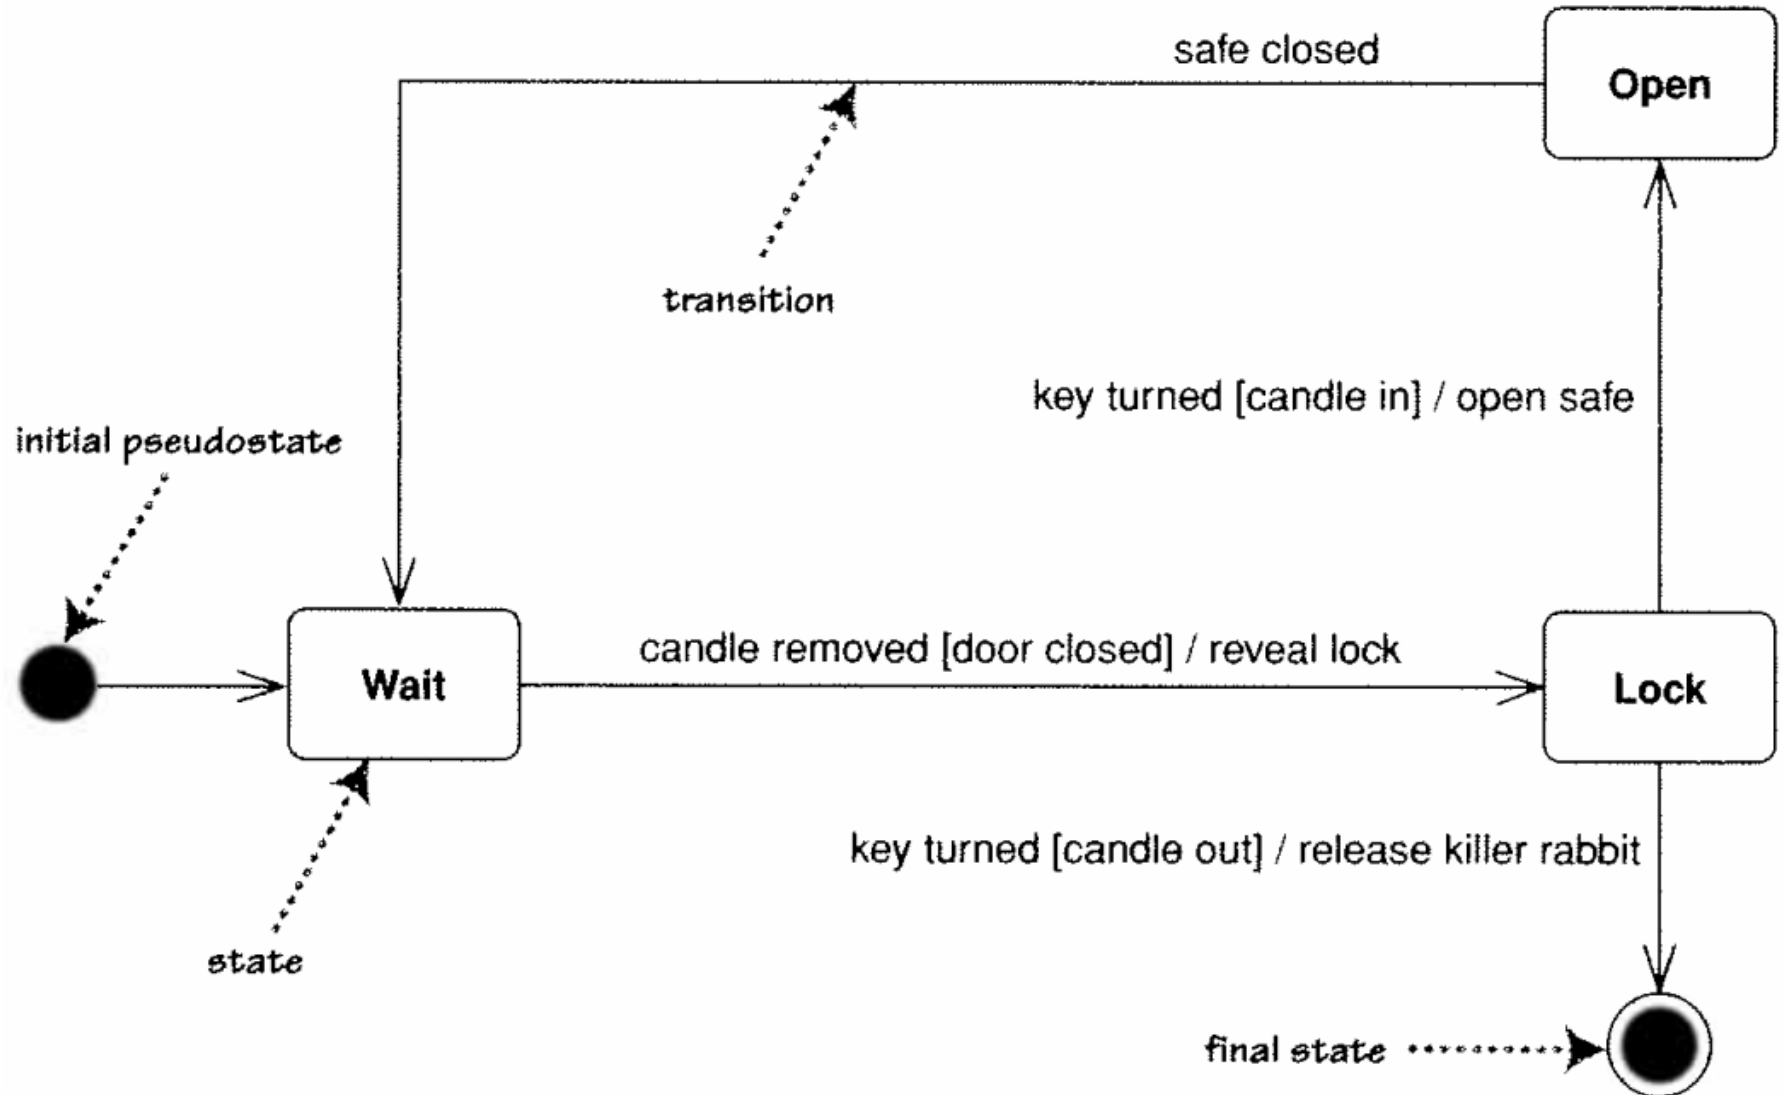 safe closed
Open
transition
key turned [candle in] / open safe
initial pseudostate
candle removed [door closed] / reveal lock
Wait
Lock
key turned [candle out] / release killer rabbit
state
final state